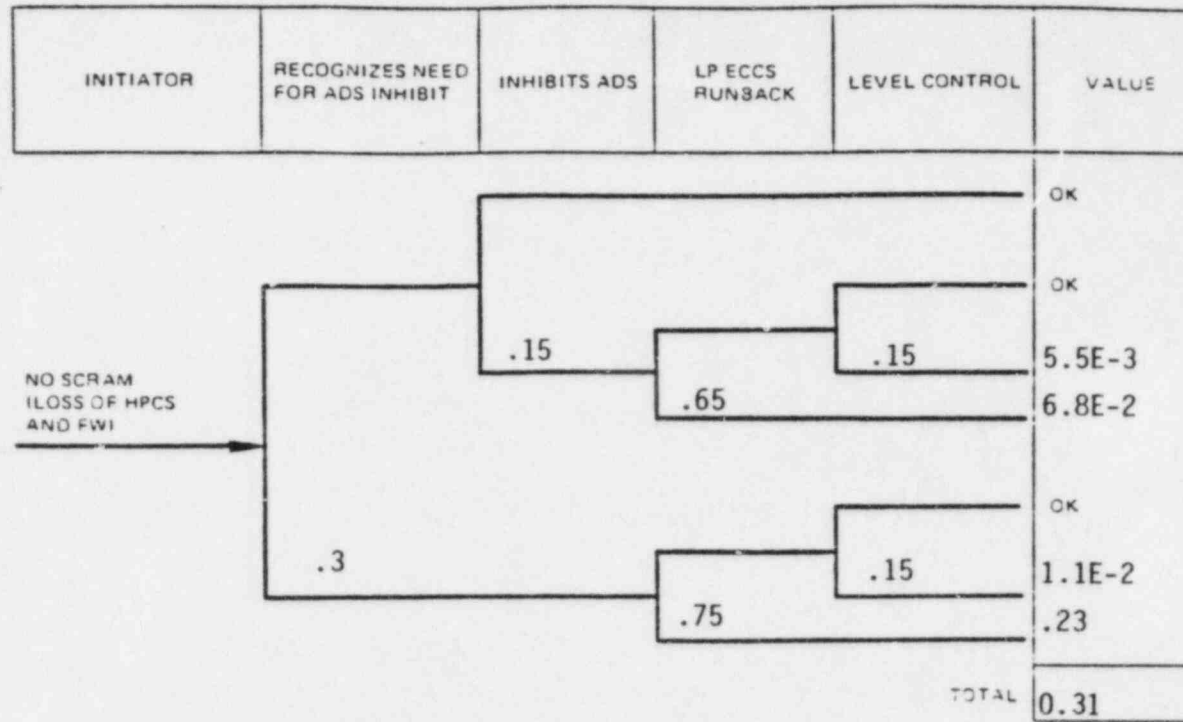 INITIATOR
RECOGNIZES NEED
FOR ADS INHIBIT
INHIBITS ADS
LP ECCS
RUNBACK
LEVEL CONTROL
VALUE
OK
OK
.15
.15
5.5E-3
NO SCRAM
(LOSS OF HPCS
AND FW)
.65
6.8E-2
OK
.3
.15
1.1E-2
.75
.23
TOTAL
0.31